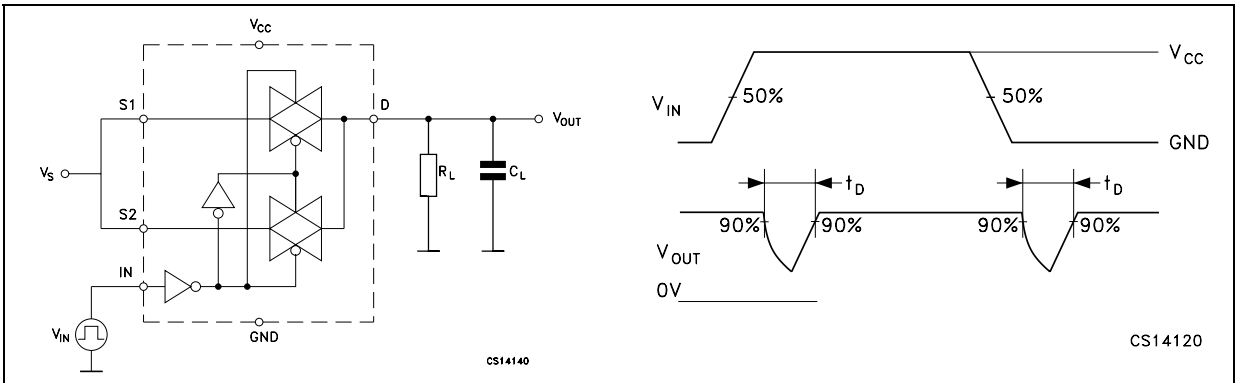 VCC
S1
D
VOUT
VS
RL
CL
S2
IN
VIN
GND
CS14140
VCC
VIN
50%
50%
GND
tD
tD
90%
90%
90%
90%
VOUT
0V
CS14120